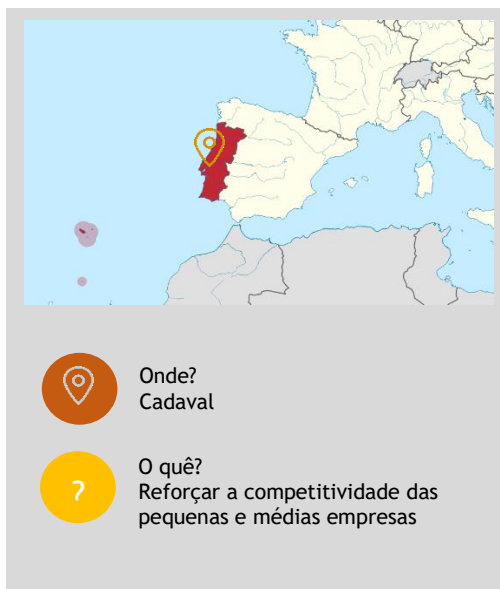 Onde?
Cadaval
?
O quê?
Reforçar a competitividade das
pequenas e médias empresas